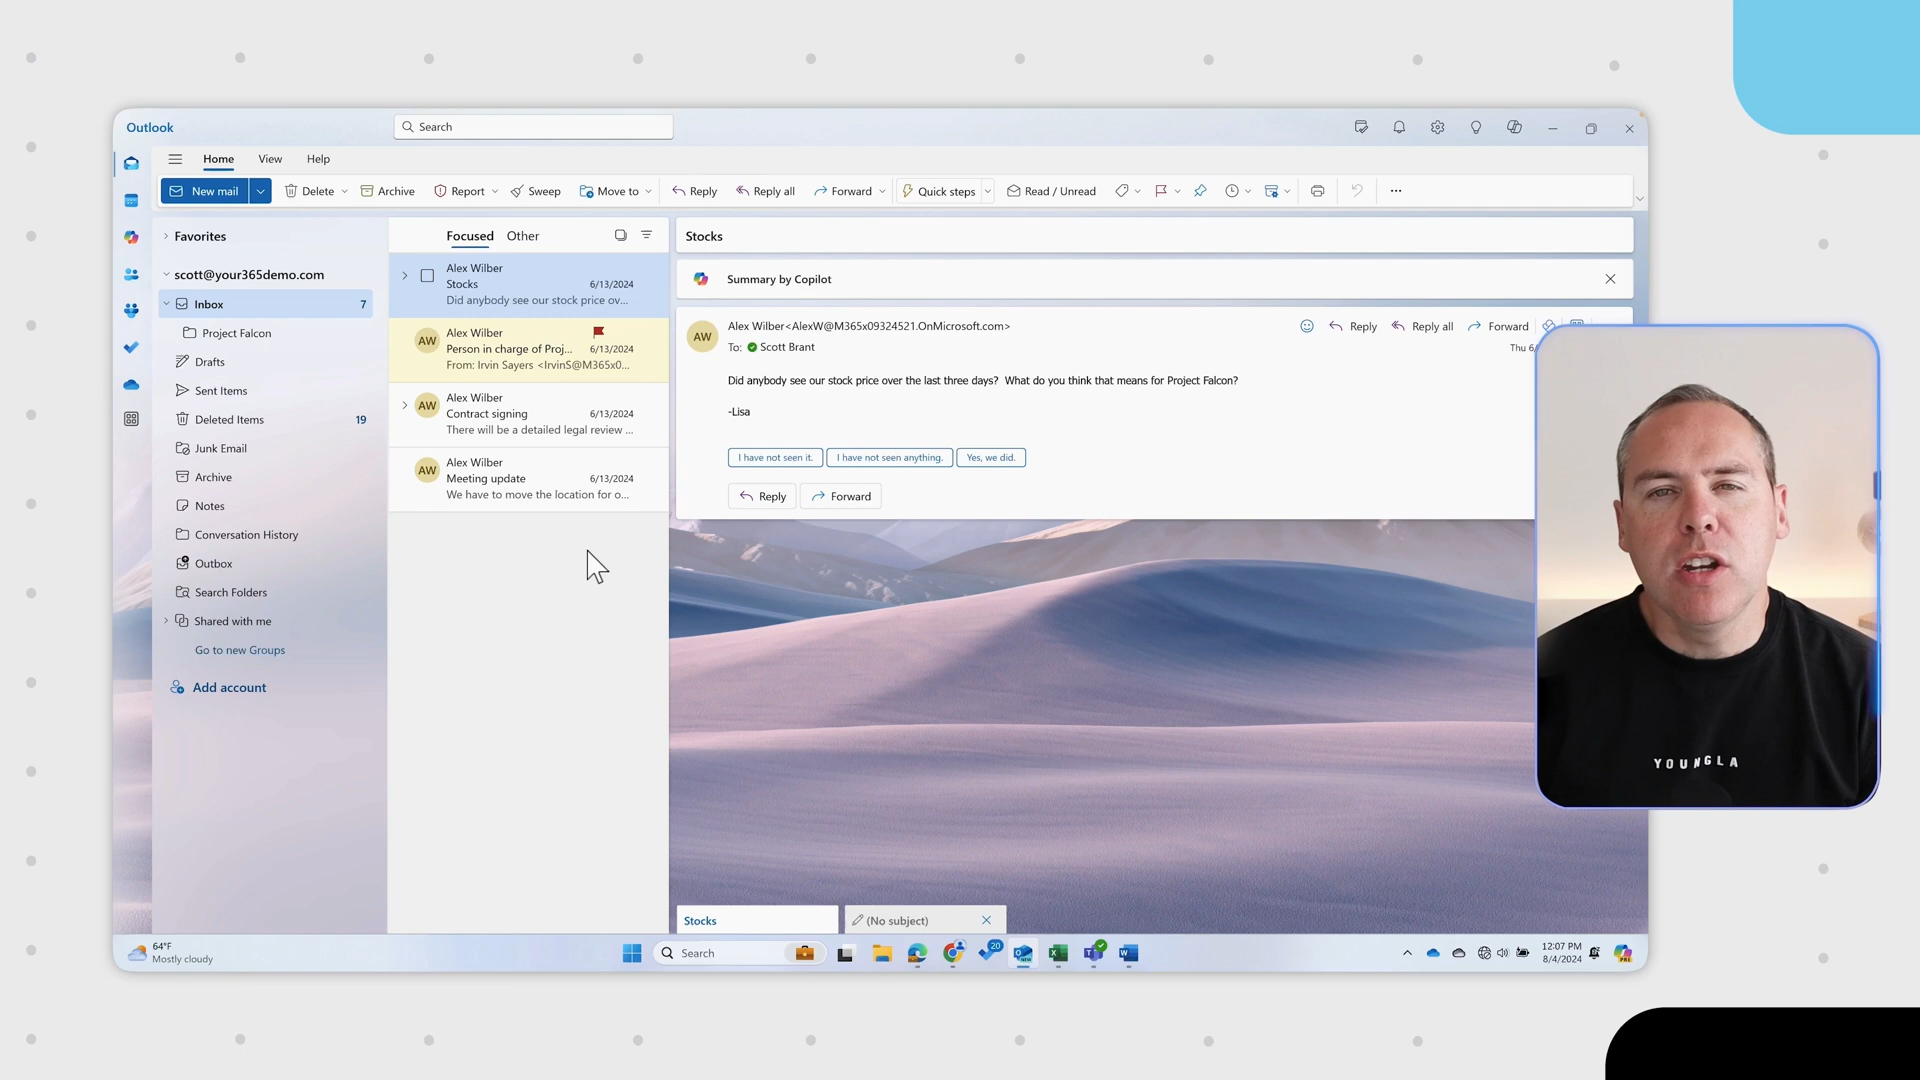 Outlook
Search
Home View Help
New mail Delete Archive Report Sweep Move to Reply Reply all Forward Quick steps Read / Unread
Favorites
scott@your365demo.com
Inbox 7
Project Falcon
Drafts
Sent Items
Deleted Items 19
Junk Email
Archive
Notes
Conversation History
Outbox
Search Folders
Shared with me
Go to new Groups
Add account
Focused Other
Alex Wilber
Stocks 6/13/2024
Did anybody see our stock price ov...
AW
Alex Wilber
Person in charge of Proj... 6/13/2024
From: Irvin Sayers <IrvinS@M365x0...
AW
Alex Wilber
Contract signing 6/13/2024
There will be a detailed legal review ...
AW
Alex Wilber
Meeting update 6/13/2024
We have to move the location for o...
Stocks
Summary by Copilot
AW
Alex Wilber<AlexW@M365x09324521.OnMicrosoft.com>
Reply Reply all Forward
To: Scott Brant
Thu 6/
Did anybody see our stock price over the last three days? What do you think that means for Project Falcon?
-Lisa
I have not seen it. I have not seen anything. Yes, we did.
Reply Forward
YOUNGLA
Stocks (No subject)
64°F
Mostly cloudy
Search
20
12:07 PM
8/4/2024